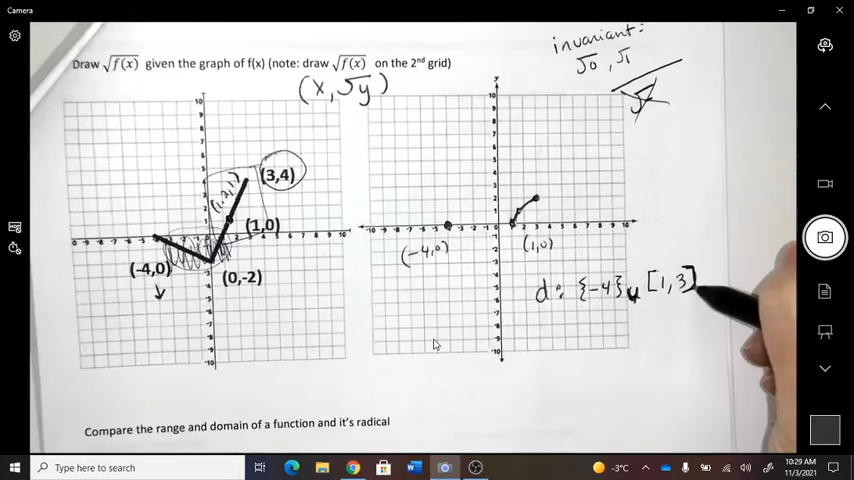 Camera
Draw √f(x) given the graph of f(x) (note: draw √f(x) on the 2nd grid)
(x, √y)
invariant:
√0 , √1
(3,4)
(1,0)
(-4,0)
(0,-2)
(-4,0)
(1,0)
d: {-4} ∪ [1,3]
Compare the range and domain of a function and it's radical
Type here to search
-3°C
10:29 AM
11/3/2021